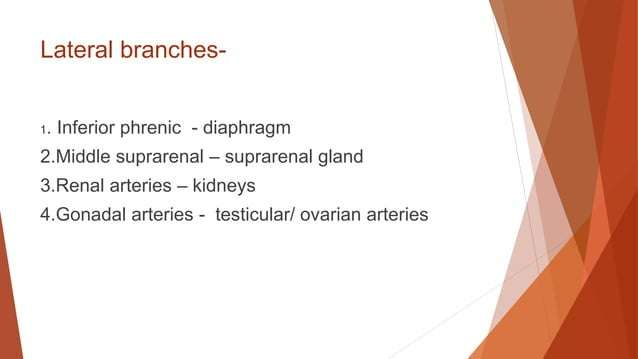 Lateral branches-
1. Inferior phrenic - diaphragm
2.Middle suprarenal – suprarenal gland
3.Renal arteries – kidneys
4.Gonadal arteries - testicular/ ovarian arteries